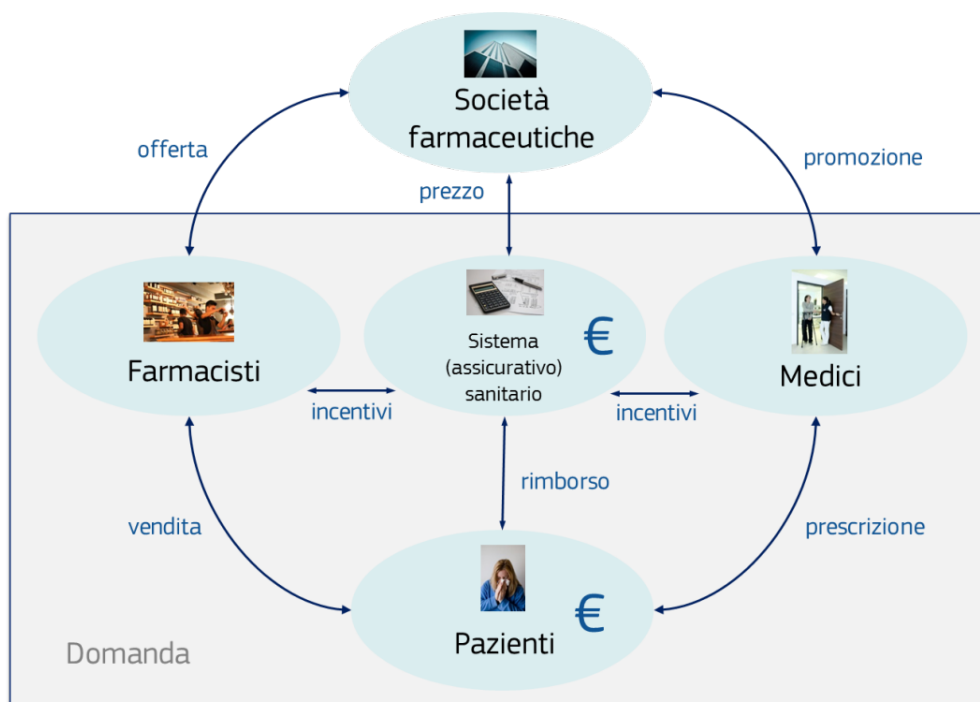 Società
farmaceutiche
offerta
promozione
prezzo
Farmacisti
Sistema
(assicurativo)
sanitario
€
Medici
incentivi
incentivi
rimborso
vendita
prescrizione
Pazienti
€
Domanda